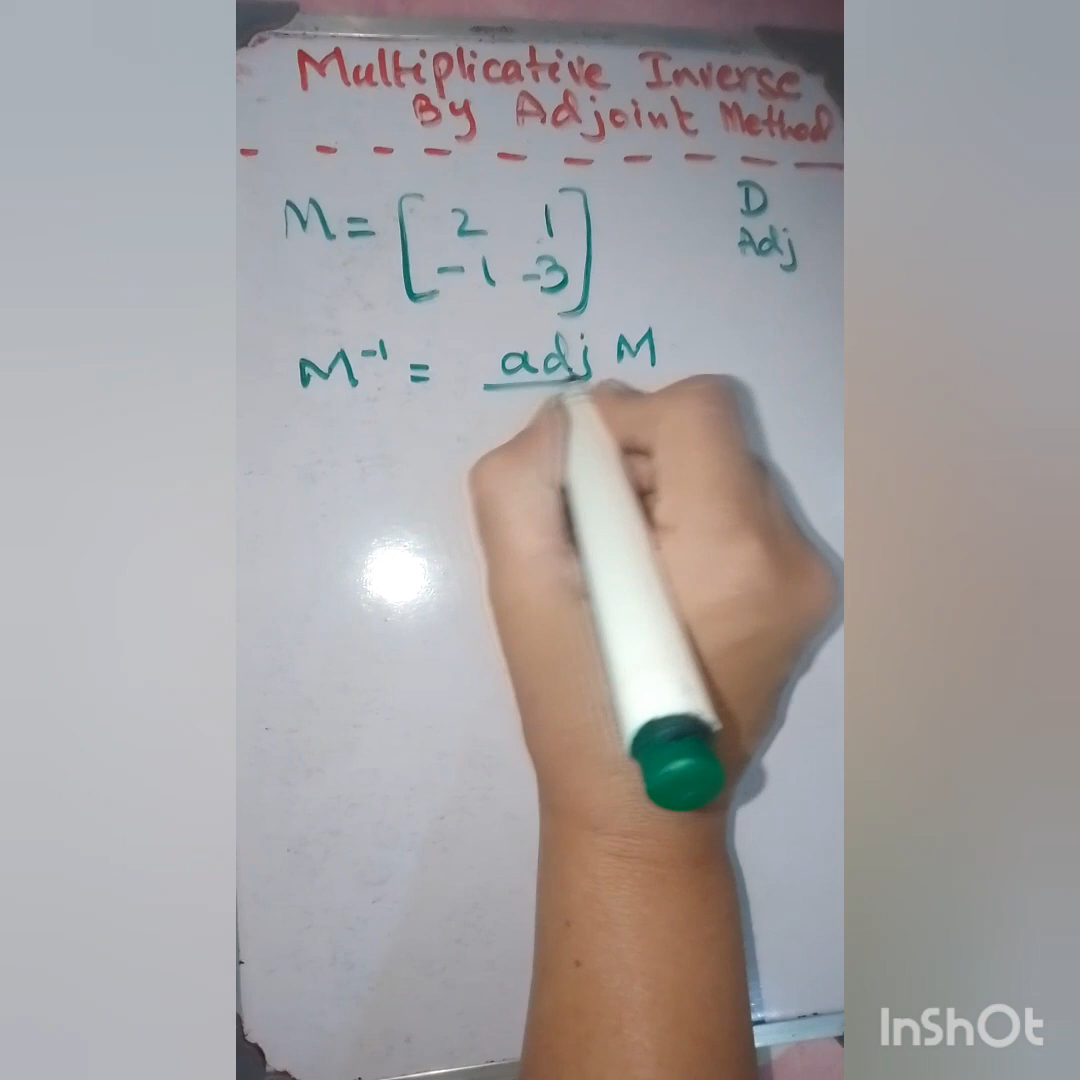 Multiplicative Inverse
By Adjoint Method
M = [ 2 1
-1 -3 ]
D
Adj
M⁻¹ = adj M
InShOt